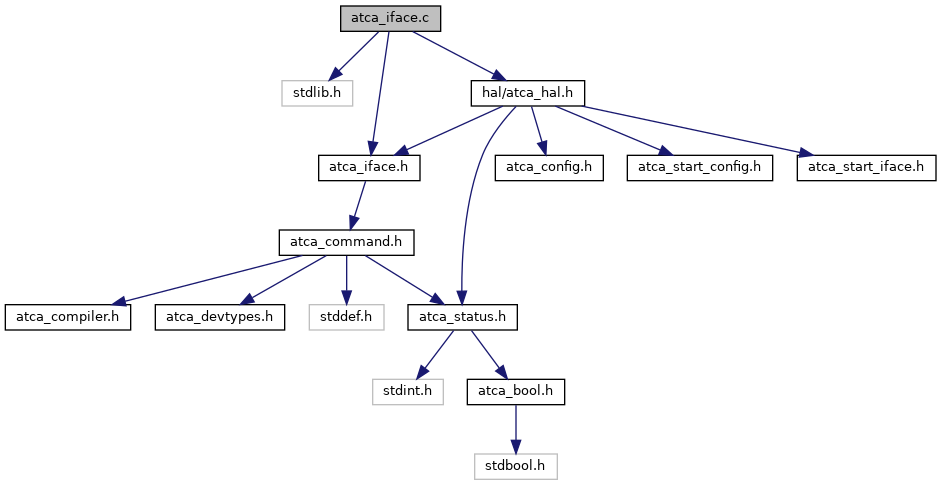 atca_iface.c
stdlib.h
hal/atca_hal.h
atca_iface.h
atca_config.h
atca_start_config.h
atca_start_iface.h
atca_command.h
atca_compiler.h
atca_devtypes.h
stddef.h
atca_status.h
stdint.h
atca_bool.h
stdbool.h